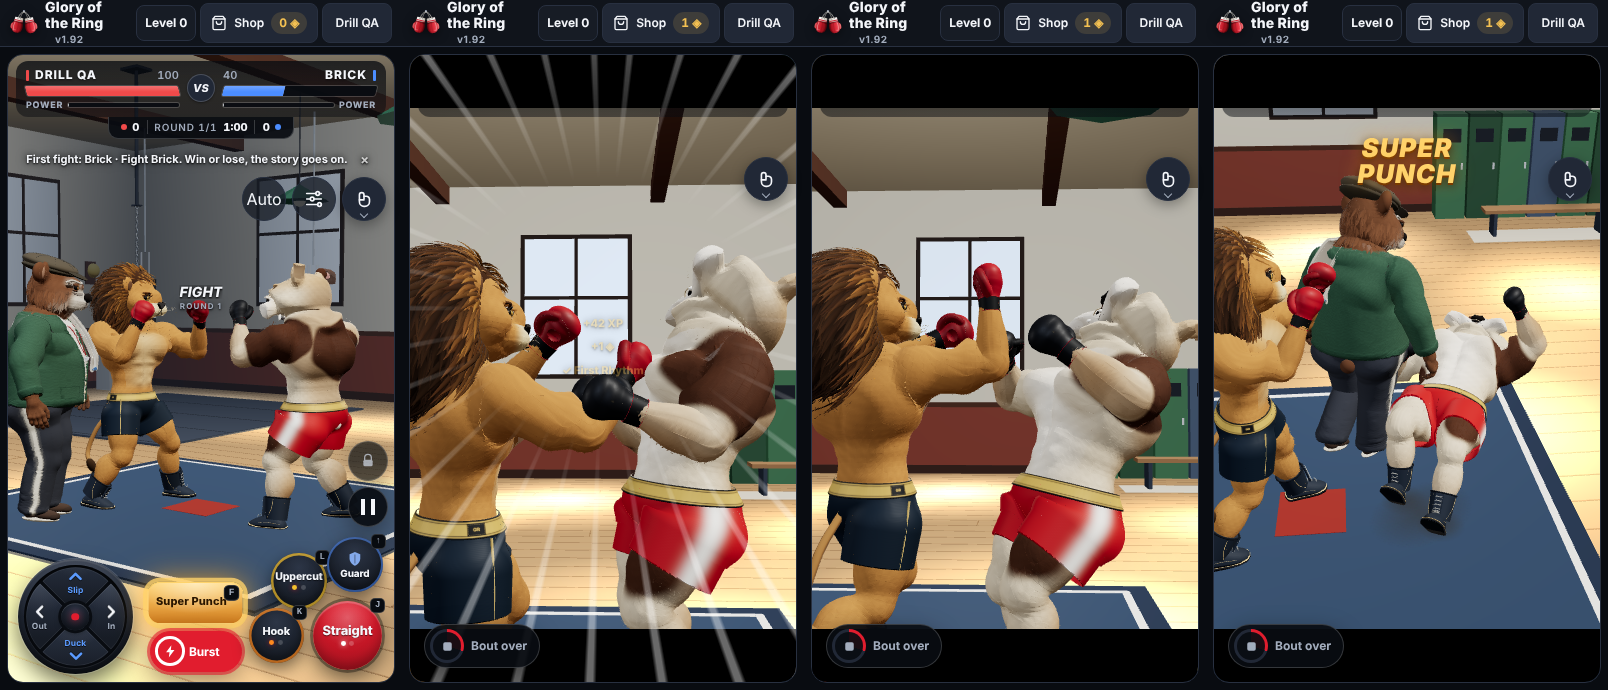 Glory of
the Ring
v1.92
Level 0
Shop
0
Drill QA
DRILL QA
100
VS
40
BRICK
POWER
POWER
0
ROUND 1/1
1:00
0
First fight: Brick · Fight Brick. Win or lose, the story goes on.
×
Auto
FIGHT
ROUND 1
Slip
Out
In
Duck
Super Punch
F
Burst
Uppercut
L
Guard
Hook
K
Straight
J
Glory of
the Ring
v1.92
Level 0
Shop
1
Drill QA
+42 XP
+1
First Rhythm
Bout over
Glory of
the Ring
v1.92
Level 0
Shop
1
Drill QA
Bout over
Glory of
the Ring
v1.92
Level 0
Shop
1
Drill QA
SUPER
PUNCH
Bout over